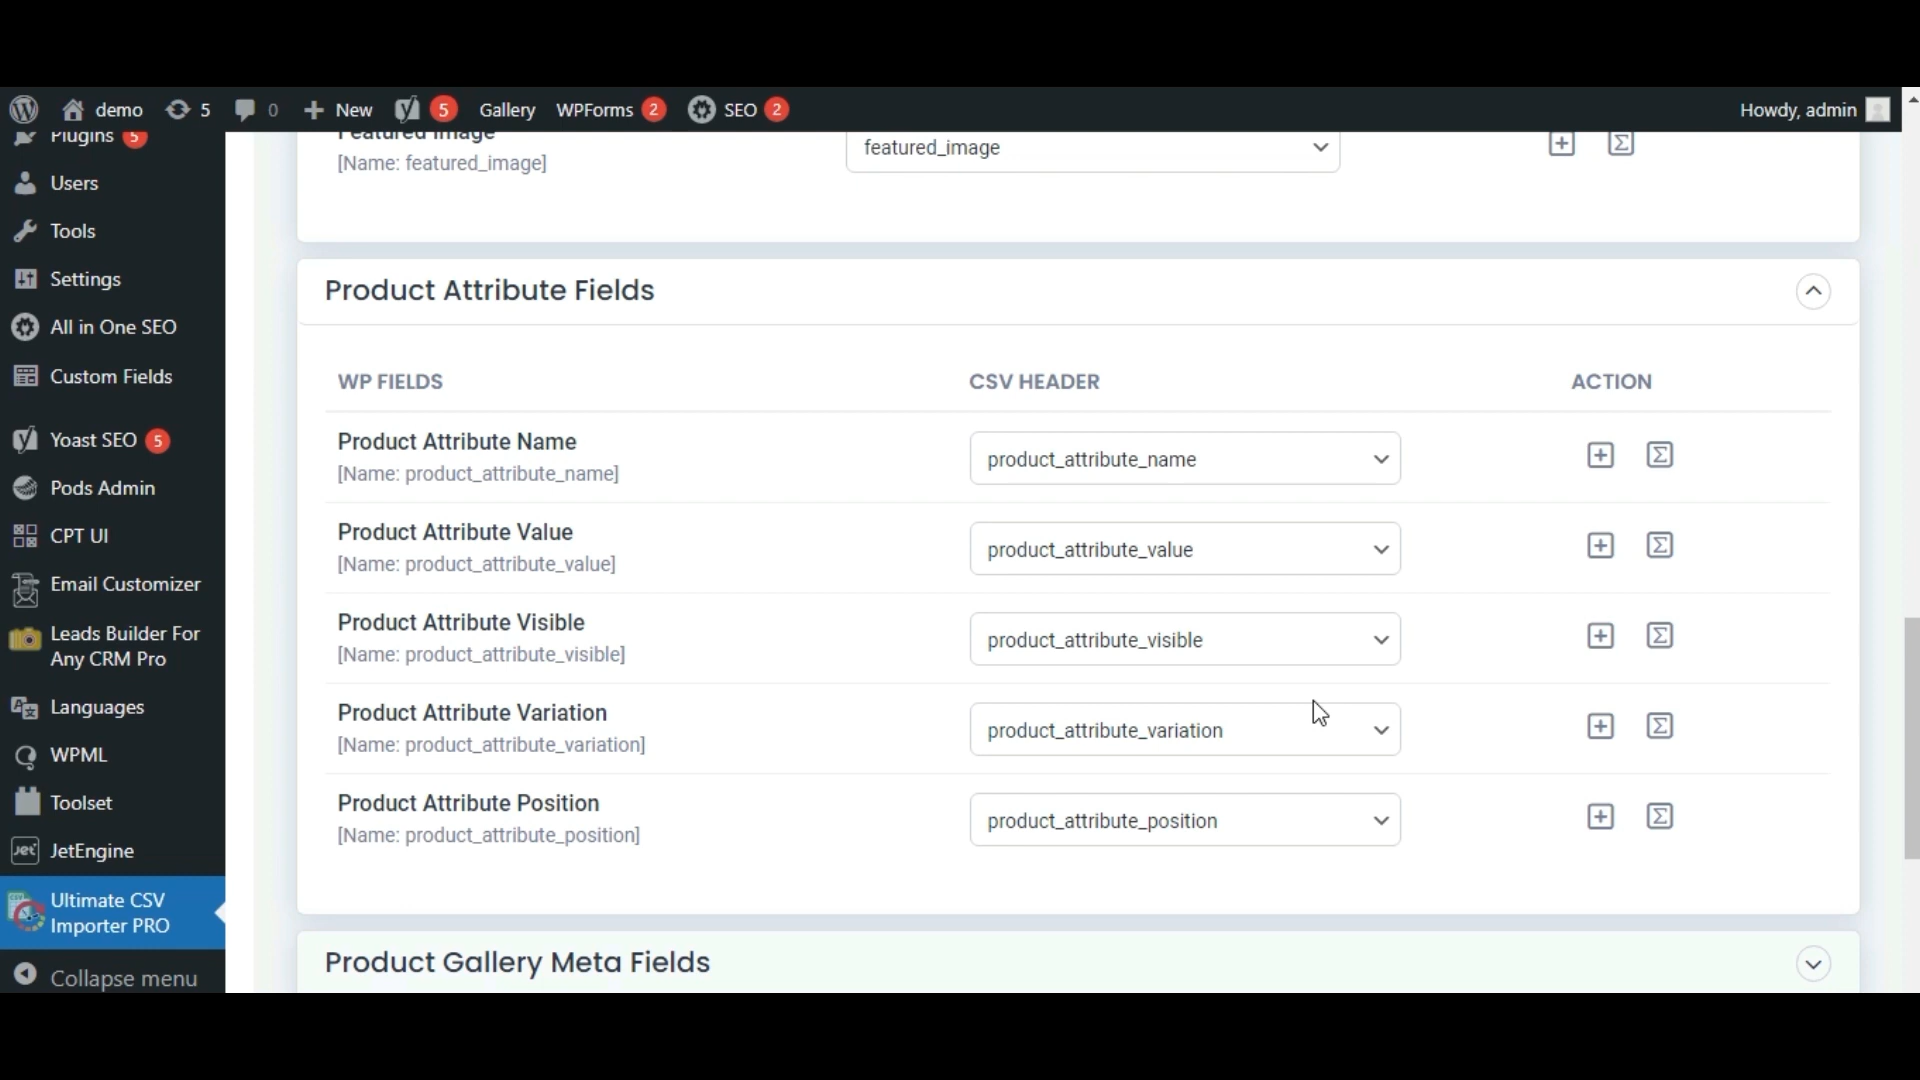 demo 5 0 New 5 Gallery WPForms 2 SEO 2 Howdy, admin
Plugins 5
Users
Tools
Settings
All in One SEO
Custom Fields
Yoast SEO 5
Pods Admin
CPT UI
Email Customizer
Leads Builder For
Any CRM Pro
Languages
WPML
Toolset
JetEngine
Ultimate CSV
Importer PRO
Collapse menu
Featured Image
[Name: featured_image]
featured_image
Product Attribute Fields
WP FIELDS CSV HEADER ACTION
Product Attribute Name
[Name: product_attribute_name]
product_attribute_name
Product Attribute Value
[Name: product_attribute_value]
product_attribute_value
Product Attribute Visible
[Name: product_attribute_visible]
product_attribute_visible
Product Attribute Variation
[Name: product_attribute_variation]
product_attribute_variation
Product Attribute Position
[Name: product_attribute_position]
product_attribute_position
Product Gallery Meta Fields